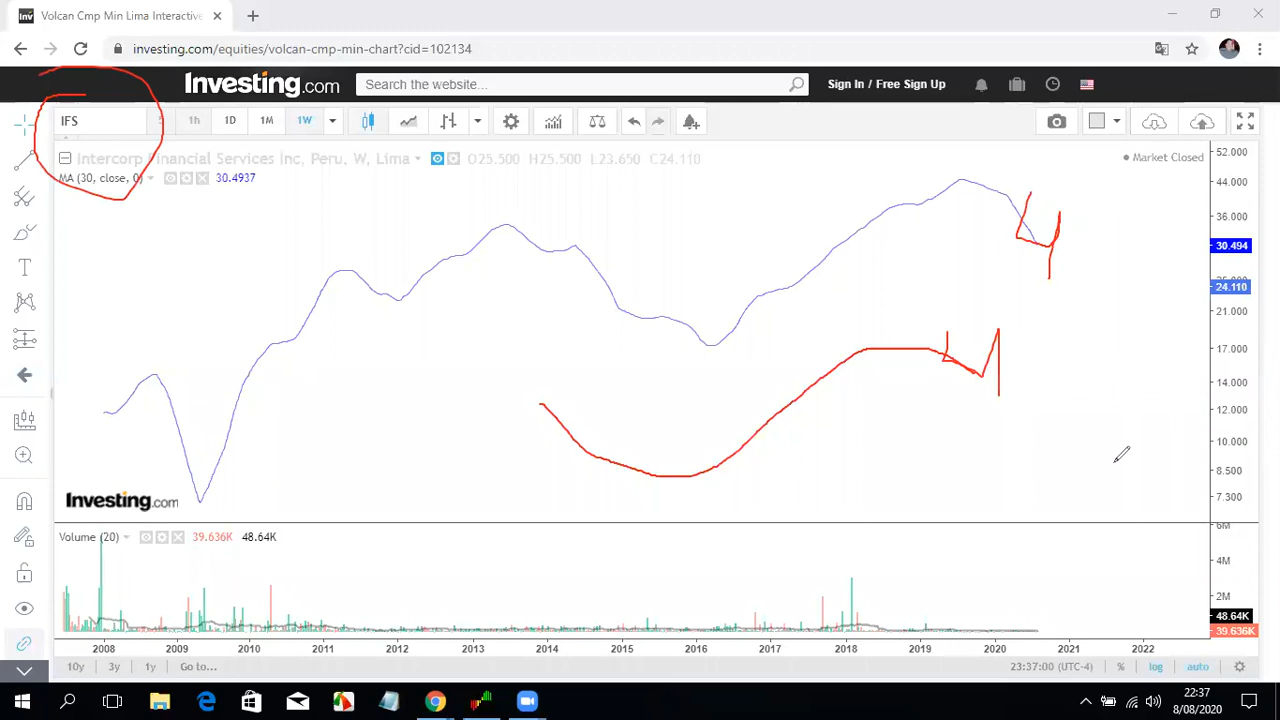 Volcan Cmp Min Lima Interactive
investing.com/equities/volcan-cmp-min-chart?cid=102134
Investing.com
Search the website...
Sign In / Free Sign Up
IFS
1h
1D
1M
1W
Intercorp Financial Services Inc, Peru, W, Lima
O25.500 H25.500 L23.650 C24.110
Market Closed
MA (30, close, 0)
30.4937
52.000
44.000
36.000
30.494
24.110
21.000
17.000
14.000
12.000
10.000
8.500
7.300
4
4
Investing.com
Volume (20)
39.636K
48.64K
6M
4M
2M
48.64K
39.636K
2008 2009 2010 2011 2012 2013 2014 2015 2016 2017 2018 2019 2020 2021 2022
10y 3y 1y Go to...
23:37:00 (UTC-4)
% log auto
22:37
8/08/2020